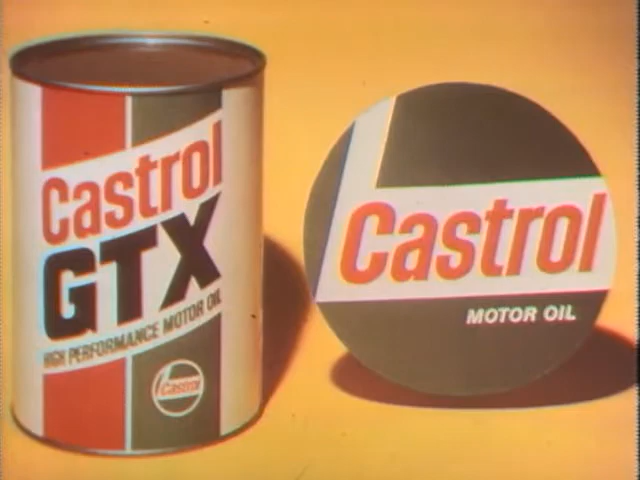 Castrol
GTX
HIGH PERFORMANCE MOTOR OIL
Castrol
Castrol
MOTOR OIL